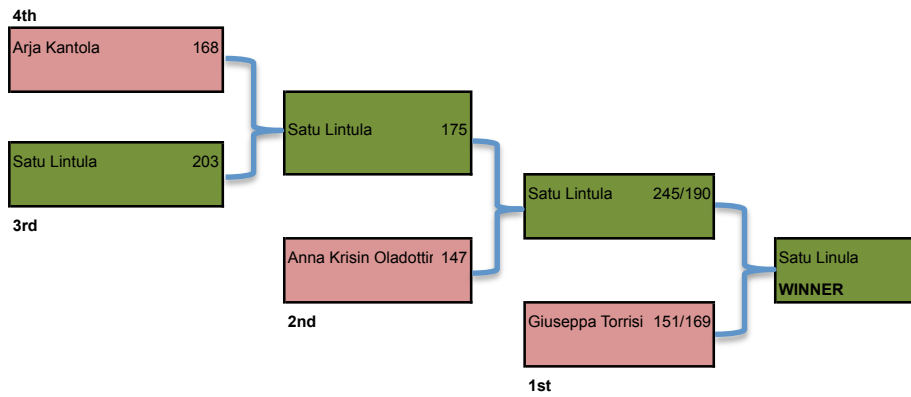 4th
Arja Kantola 168
Satu Lintula 203
3rd
Satu Lintula 175
Anna Krisin Oladottir 147
2nd
Satu Lintula 245/190
Giuseppa Torrisi 151/169
1st
Satu Linula
WINNER